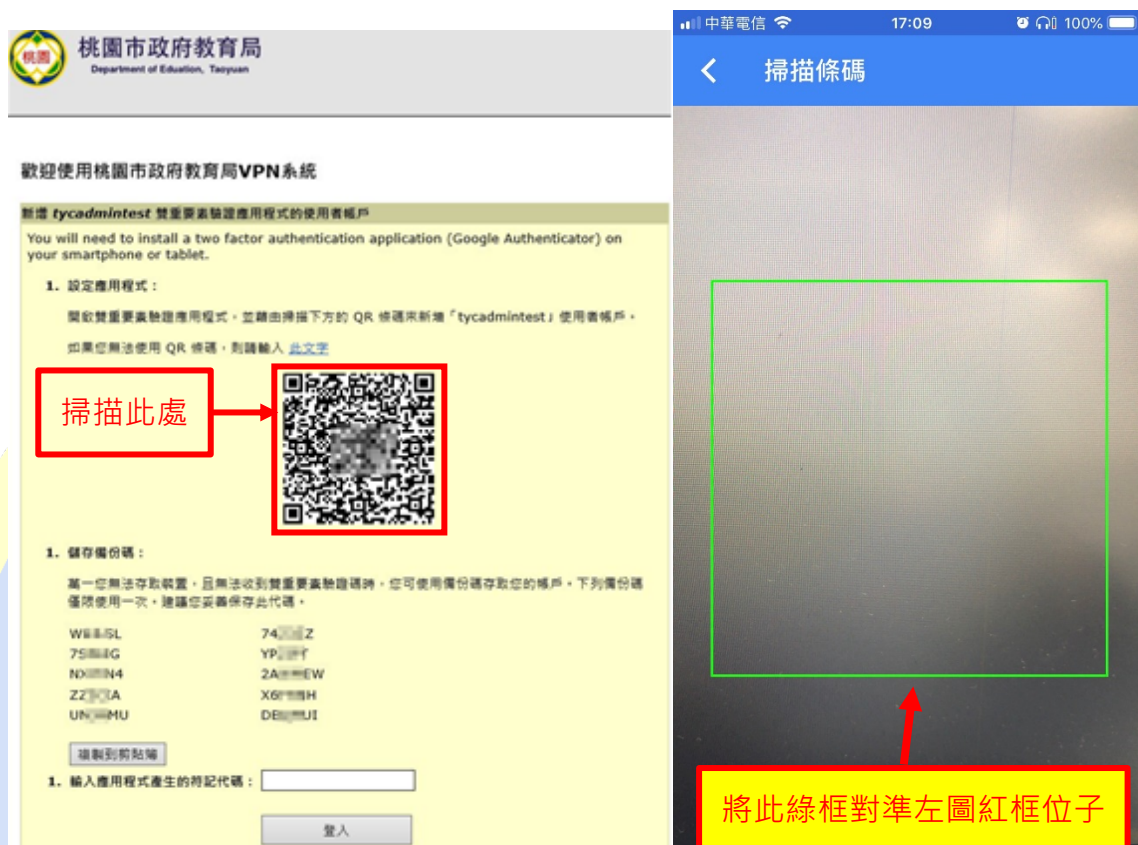 桃園市政府教育局
Department of Eduation, Taoyuan
歡迎使用桃園市政府教育局VPN系統
新增 tycadmintest 雙重要素驗證應用程式的使用者帳戶
You will need to install a two factor authentication application (Google Authenticator) on
your smartphone or tablet.
1. 設定應用程式：
開啟雙重要素驗證應用程式，並藉由掃描下方的 QR 條碼來新增「tycadmintest」使用者帳戶。
如果您無法使用 QR 條碼，則請輸入 此文字
掃描此處
1. 儲存備份碼：
萬一您無法存取裝置，且無法收到雙重要素驗證碼時，您可使用備份碼存取您的帳戶。下列備份碼
僅限使用一次，建議您妥善保存此代碼。
複製到剪貼簿
1. 輸入應用程式產生的符記代碼：
登入
中華電信
17:09
100%
掃描條碼
將此綠框對準左圖紅框位子